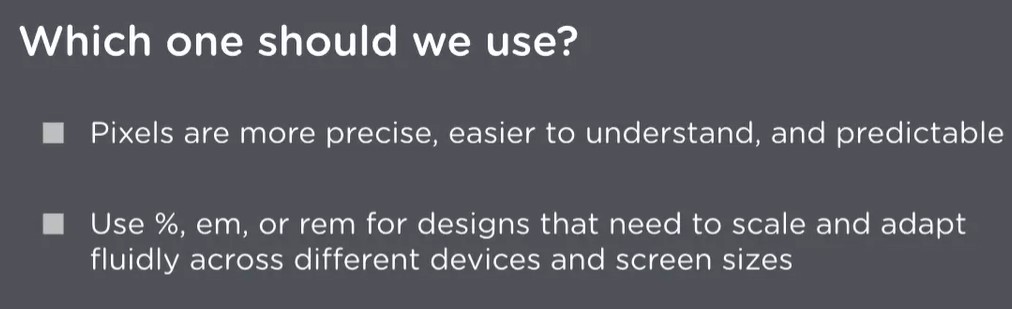 Which one should we use?
Pixels are more precise, easier to understand, and predictable
Use %, em, or rem for designs that need to scale and adapt
fluidly across different devices and screen sizes